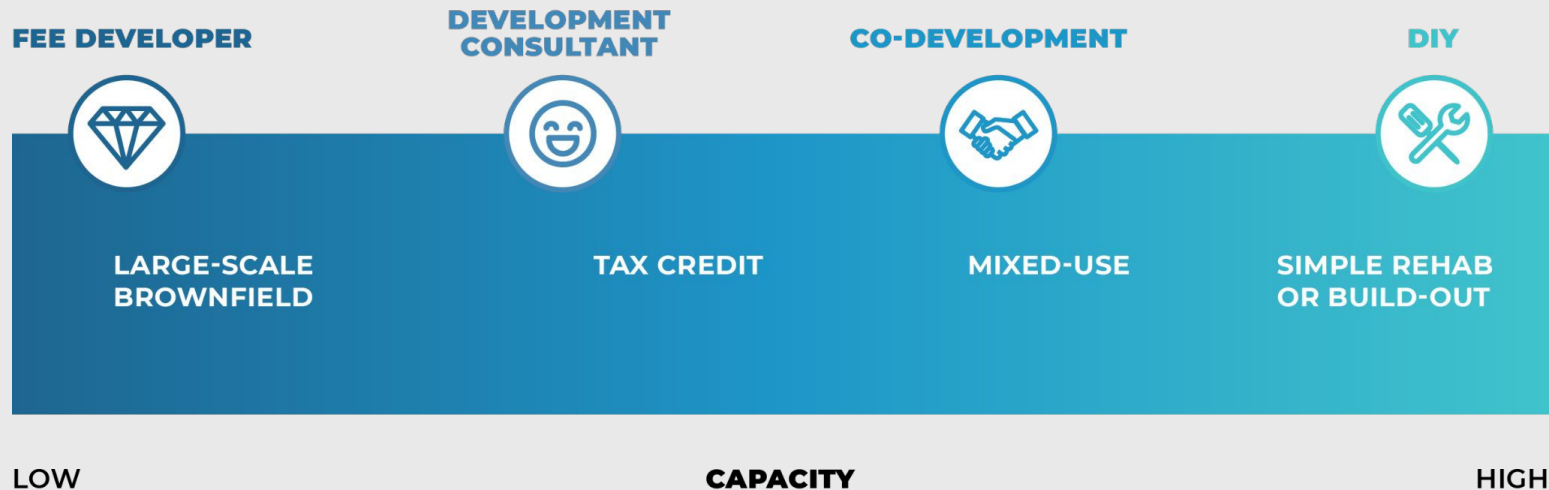 FEE DEVELOPER
DEVELOPMENT
CONSULTANT
CO-DEVELOPMENT
DIY
LARGE-SCALE
BROWNFIELD
TAX CREDIT
MIXED-USE
SIMPLE REHAB
OR BUILD-OUT
LOW
CAPACITY
HIGH